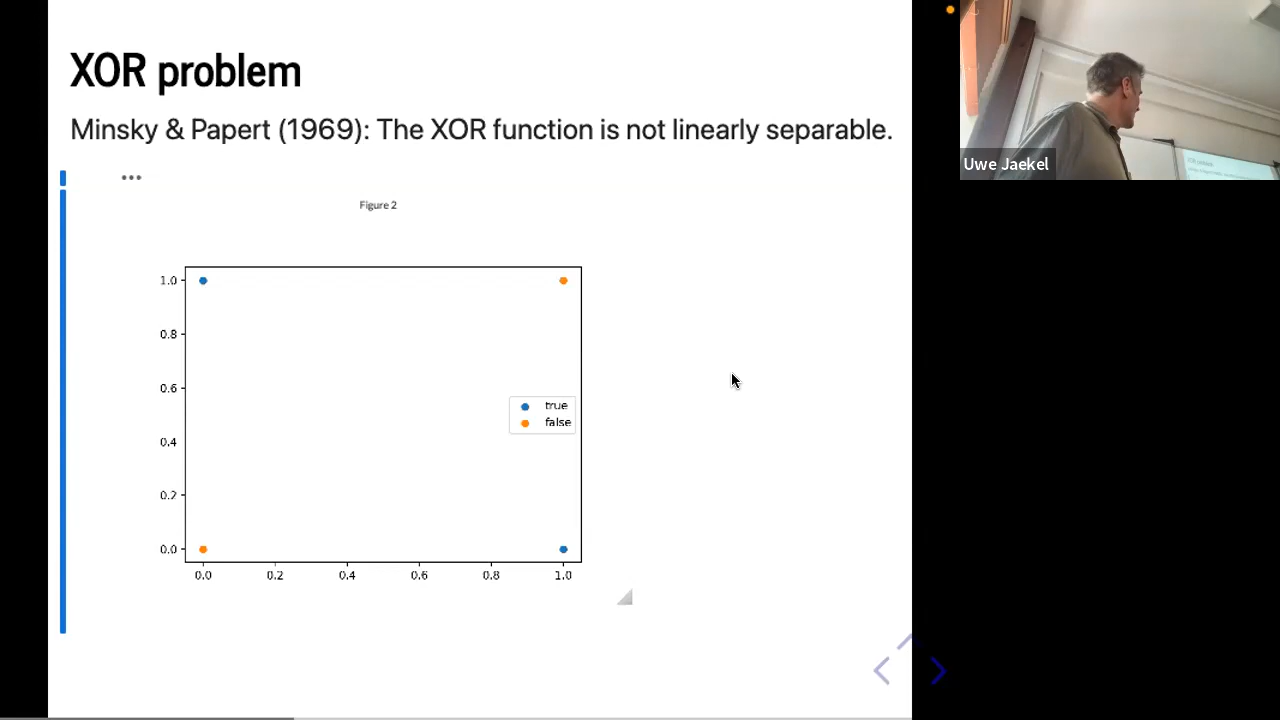 XOR problem
Minsky & Papert (1969): The XOR function is not linearly separable.
•••
Figure 2
1.0
0.8
0.6
0.4
0.2
0.0
0.0 0.2 0.4 0.6 0.8 1.0
true
false
Uwe Jaekel